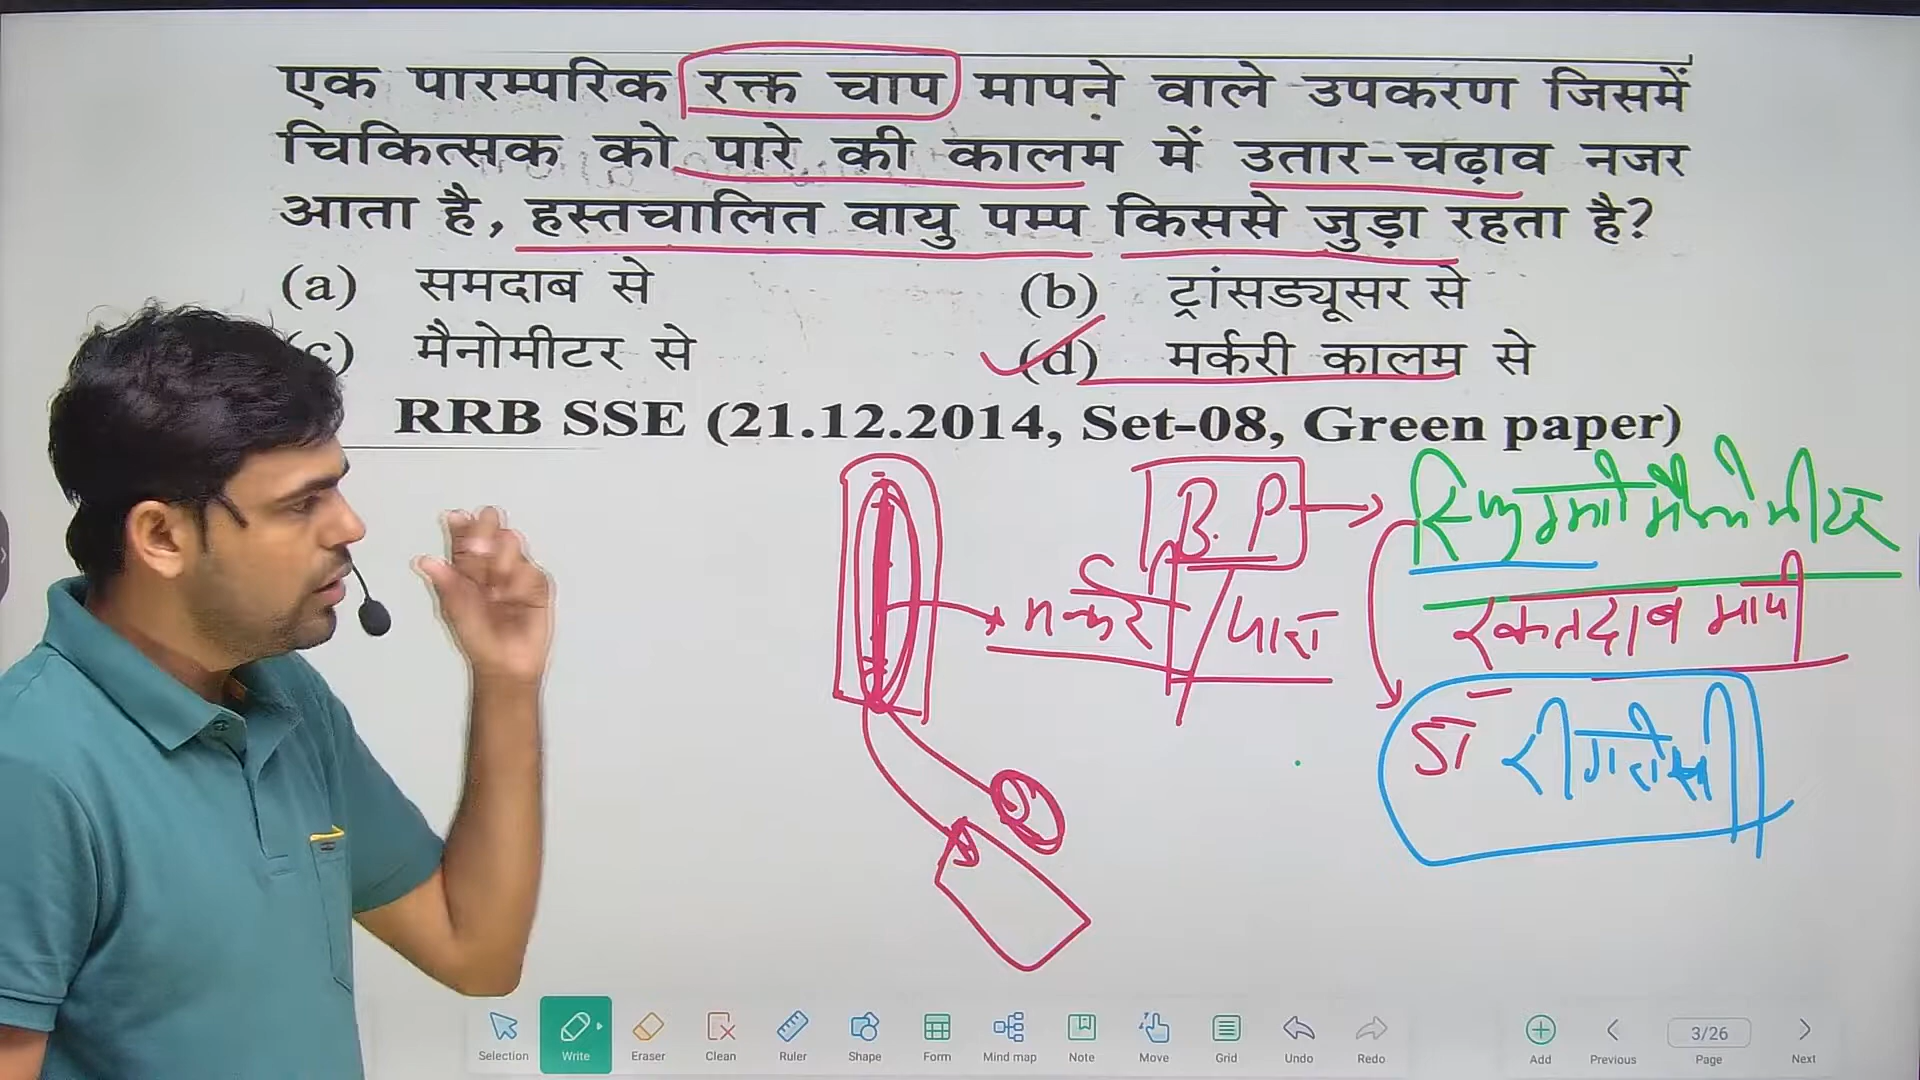 एक पारम्परिक रक्त चाप मापने वाले उपकरण जिसमें
चिकित्सक को पारे की कालम में उतार-चढ़ाव नजर
आता है, हस्तचालित वायु पम्प किससे जुड़ा रहता है?
(a) समदाब से (b) ट्रांसड्यूसर से
(c) मैनोमीटर से (d) मर्करी कालम से
RRB SSE (21.12.2014, Set-08, Green paper)
B.P
मर्करी / पारा
रक्तदाब मापी
डा
Selection Write Eraser Clean Ruler Shape Form Mind map Note Move Grid Undo Redo Add Previous 3/26 Page Next